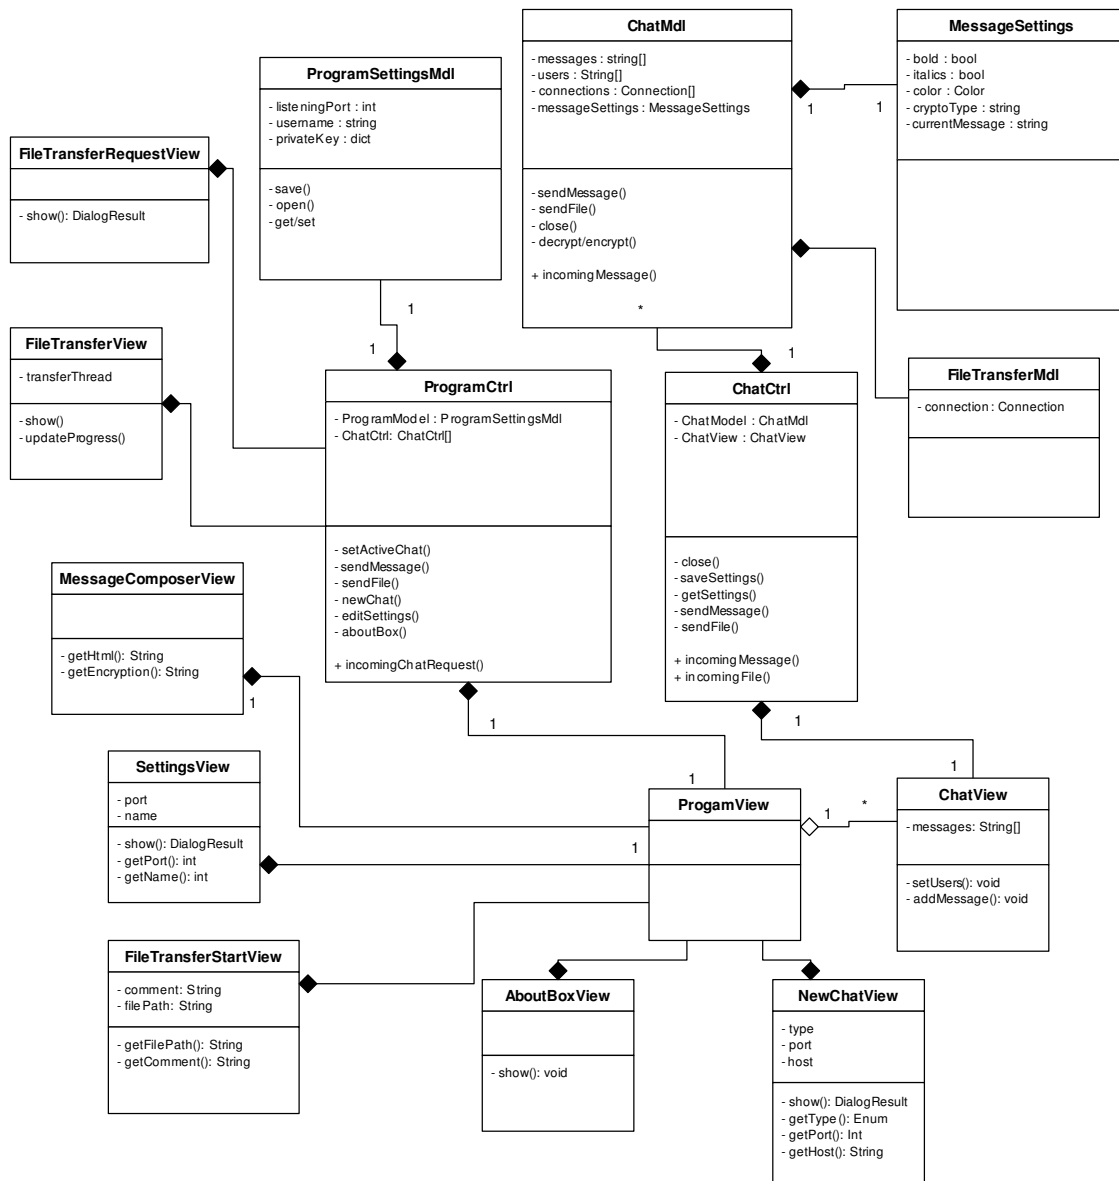 ChatMdl
- messages : string[]
- users : String[]
- connections : Connection[]
- messageSettings : MessageSettings
- sendMessage()
- sendFile()
- close()
- decrypt/encrypt()
+ incomingMessage()
*
1
MessageSettings
- bold : bool
- italics : bool
- color : Color
- cryptoType : string
- currentMessage : string
1
ProgramSettingsMdl
- listeningPort : int
- username : string
- privateKey : dict
- save()
- open()
- get/set
1
1
FileTransferRequestView
- show(): DialogResult
FileTransferView
- transferThread
- show()
- updateProgress()
ProgramCtrl
- ProgramModel : ProgramSettingsMdl
- ChatCtrl: ChatCtrl[]
- setActiveChat()
- sendMessage()
- sendFile()
- newChat()
- editSettings()
- aboutBox()
+ incomingChatRequest()
1
1
1
ChatCtrl
- ChatModel : ChatMdl
- ChatView : ChatView
- close()
- saveSettings()
- getSettings()
- sendMessage()
- sendFile()
+ incomingMessage()
+ incomingFile()
1
1
FileTransferMdl
- connection : Connection
MessageComposerView
- getHtml(): String
- getEncryption(): String
1
SettingsView
- port
- name
- show(): DialogResult
- getPort(): int
- getName(): int
1
ProgamView
1
*
ChatView
- messages: String[]
- setUsers(): void
- addMessage(): void
FileTransferStartView
- comment: String
- filePath: String
- getFilePath(): String
- getComment(): String
AboutBoxView
- show(): void
NewChatView
- type
- port
- host
- show(): DialogResult
- getType(): Enum
- getPort(): Int
- getHost(): String